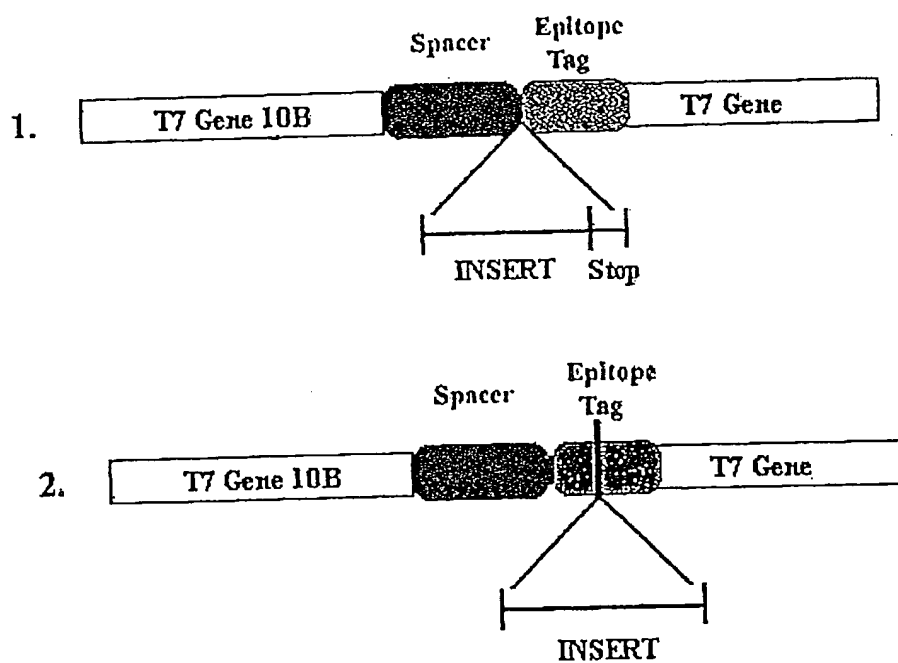 Spacer
Epitope
Tag
1.
T7 Gene 10B
T7 Gene
INSERT
Stop
Spacer
Epitope
Tag
2.
T7 Gene 10B
T7 Gene
INSERT